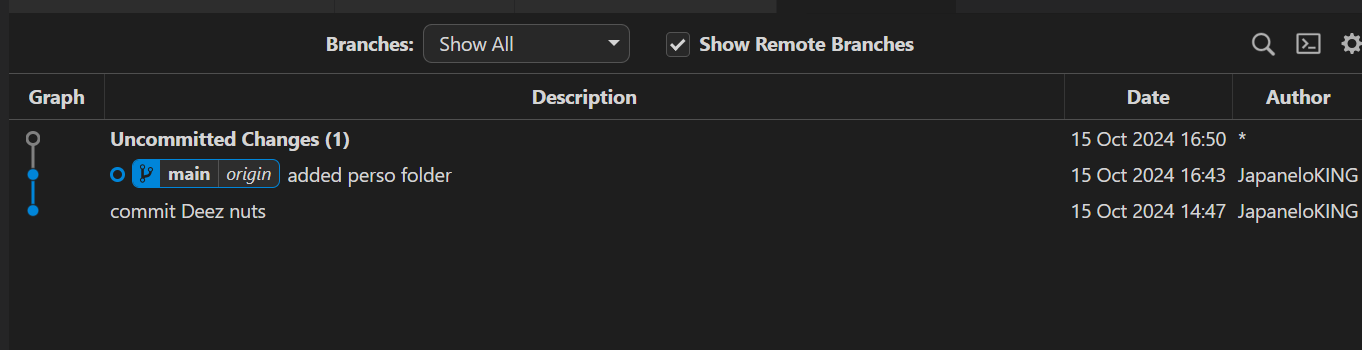 Branches: Show All Show Remote Branches
Graph Description Date Author
Uncommitted Changes (1) 15 Oct 2024 16:50 *
main origin added perso folder 15 Oct 2024 16:43 JapaneloKING
commit Deez nuts 15 Oct 2024 14:47 JapaneloKING